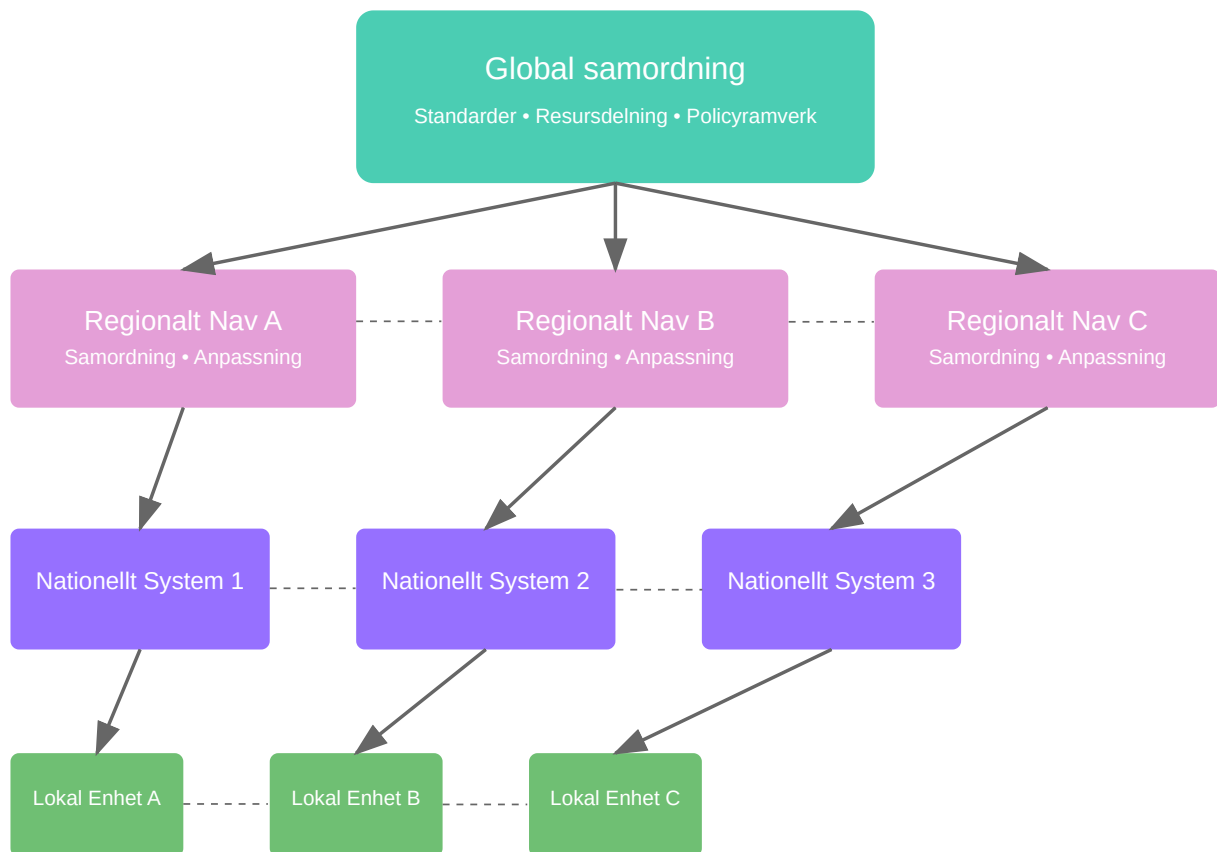 Global samordning
Standarder • Resursdelning • Policyramverk
Regionalt Nav A
Samordning • Anpassning
Regionalt Nav B
Samordning • Anpassning
Regionalt Nav C
Samordning • Anpassning
Nationellt System 1
Nationellt System 2
Nationellt System 3
Lokal Enhet A
Lokal Enhet B
Lokal Enhet C